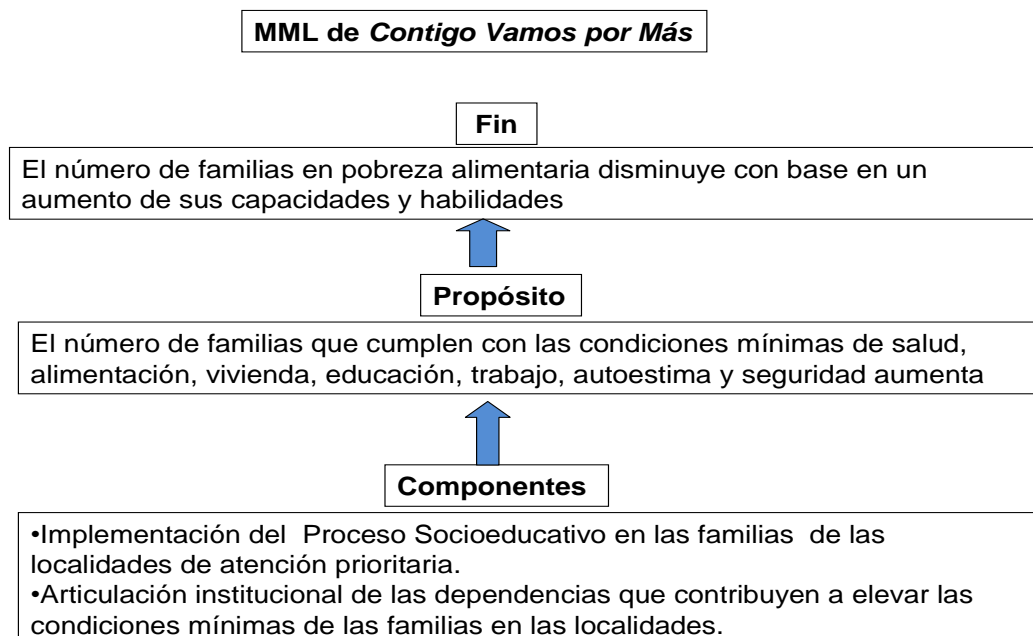 MML de Contigo Vamos por Más
Fin
El número de familias en pobreza alimentaria disminuye con base en un
aumento de sus capacidades y habilidades
Propósito
El número de familias que cumplen con las condiciones mínimas de salud,
alimentación, vivienda, educación, trabajo, autoestima y seguridad aumenta
Componentes
•Implementación del Proceso Socioeducativo en las familias de las
localidades de atención prioritaria.
•Articulación institucional de las dependencias que contribuyen a elevar las
condiciones mínimas de las familias en las localidades.